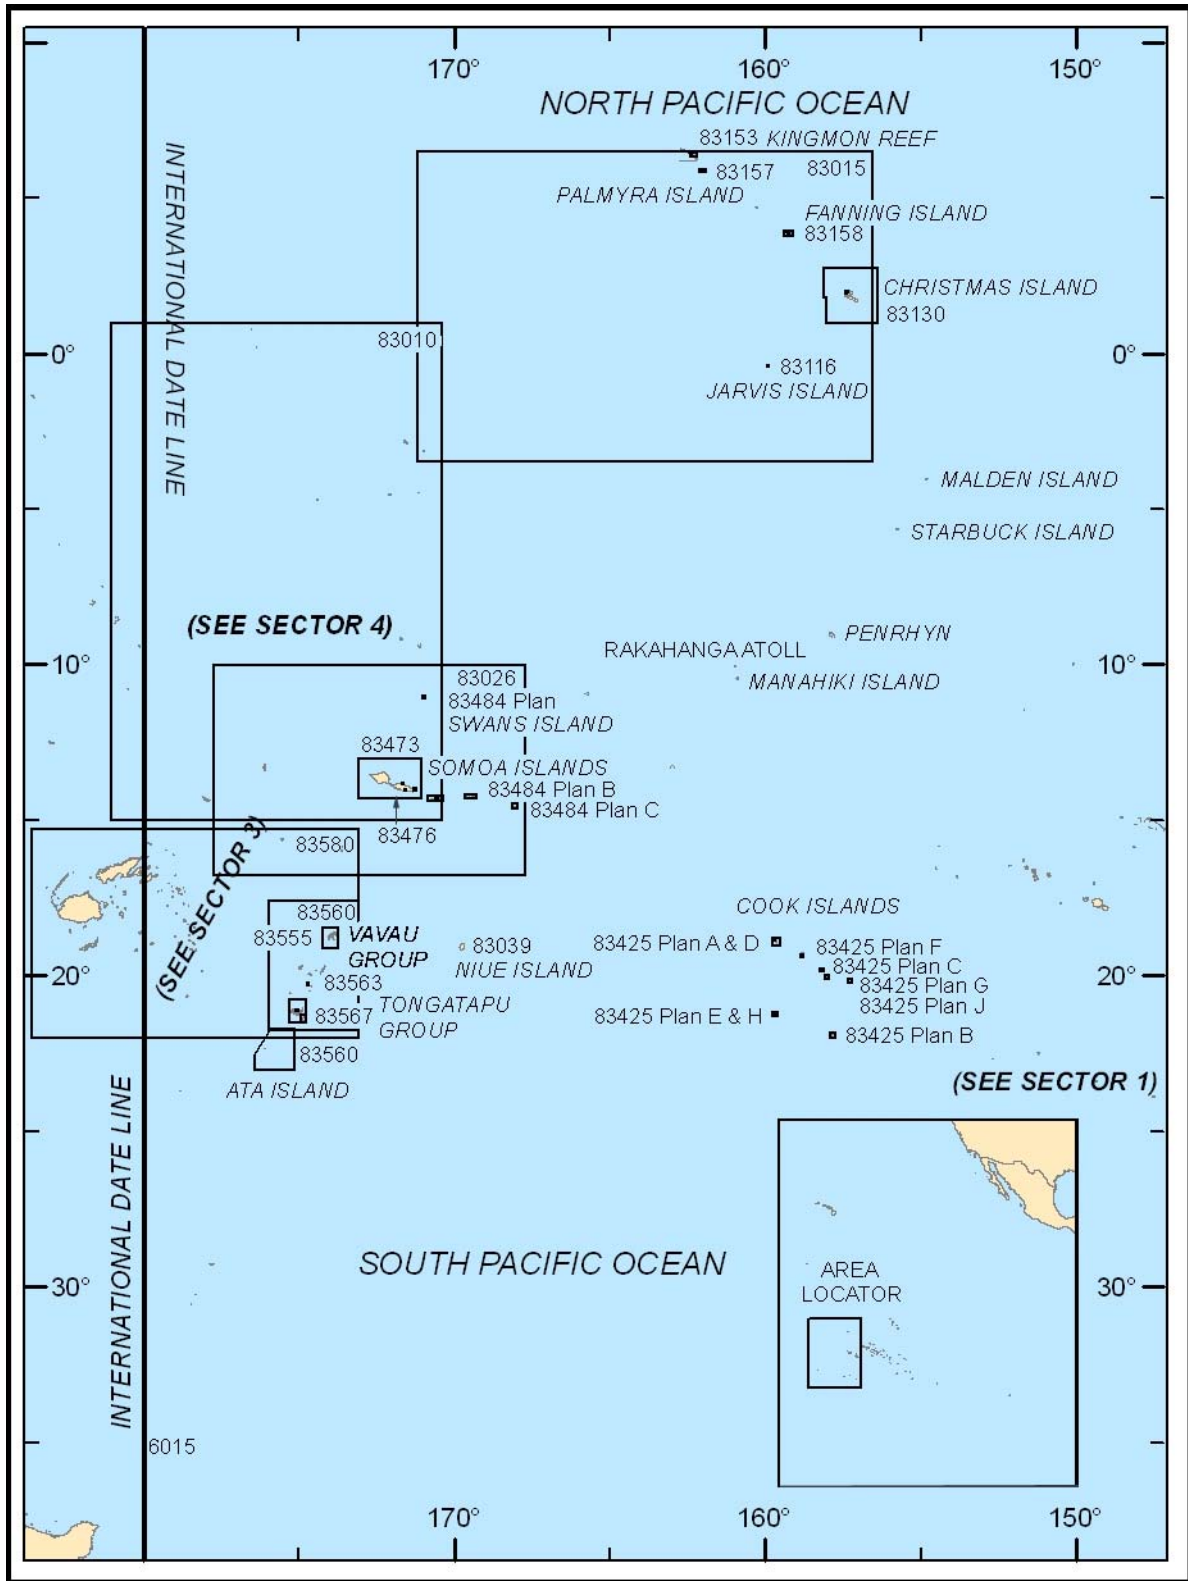 170° 160° 150°
NORTH PACIFIC OCEAN
83153 KINGMON REEF
83015
83157
PALMYRA ISLAND
FANNING ISLAND
83158
CHRISTMAS ISLAND
83130
INTERNATIONAL DATE LINE
83010
0° 0°
83116
JARVIS ISLAND
MALDEN ISLAND
STARBUCK ISLAND
(SEE SECTOR 4)
PENRHYN
RAKAHANGA ATOLL
10° 10°
MANAHIKI ISLAND
83026
83484 Plan
SWANS ISLAND
83473
SOMOA ISLANDS
83484 Plan B
83484 Plan C
83476
83580
(SEE SECTOR 3)
83560
83555
VAVAU
GROUP
83039
NIUE ISLAND
COOK ISLANDS
83425 Plan A & D
83425 Plan F
83425 Plan C
83425 Plan G
83425 Plan J
20° 20°
83563
83567
TONGATAPU
GROUP
83425 Plan E & H
83425 Plan B
83560
ATA ISLAND
(SEE SECTOR 1)
INTERNATIONAL DATE LINE
SOUTH PACIFIC OCEAN
AREA
LOCATOR
30° 30°
6015
170° 160° 150°